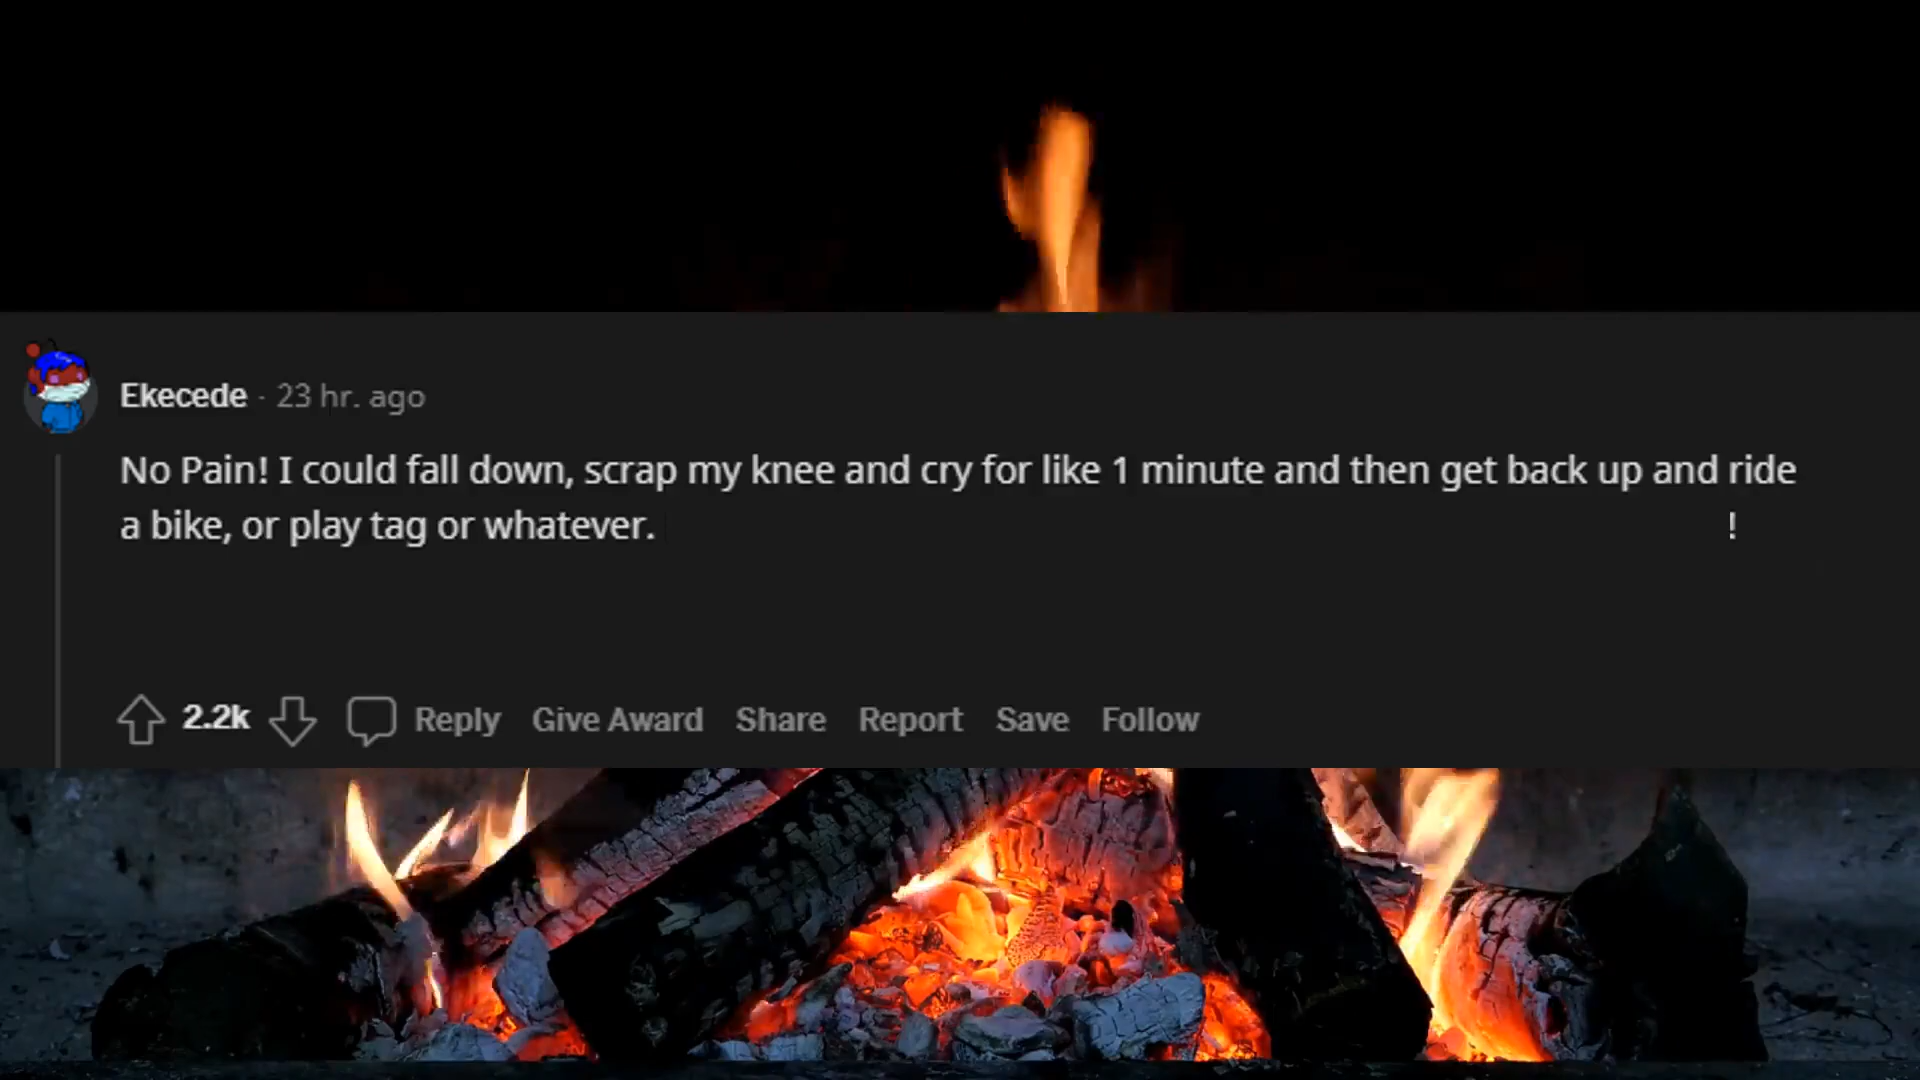 Ekecede · 23 hr. ago
No Pain! I could fall down, scrap my knee and cry for like 1 minute and then get back up and ride
a bike, or play tag or whatever. !
2.2k Reply Give Award Share Report Save Follow